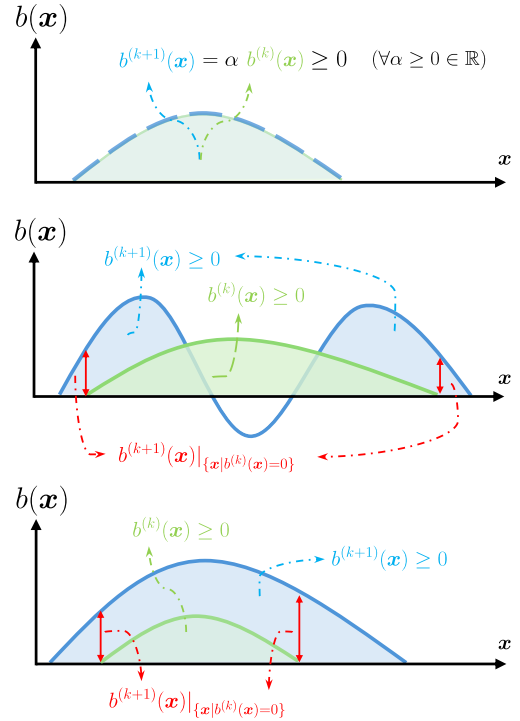 b(x)
b^{(k+1)}(x) = α b^{(k)}(x) ≥ 0 (∀α ≥ 0 ∈ ℝ)
x
b(x)
b^{(k+1)}(x) ≥ 0
b^{(k)}(x) ≥ 0
x
b^{(k+1)}(x)|_{{x|b^{(k)}(x)=0}}
b(x)
b^{(k)}(x) ≥ 0
b^{(k+1)}(x) ≥ 0
x
b^{(k+1)}(x)|_{{x|b^{(k)}(x)=0}}